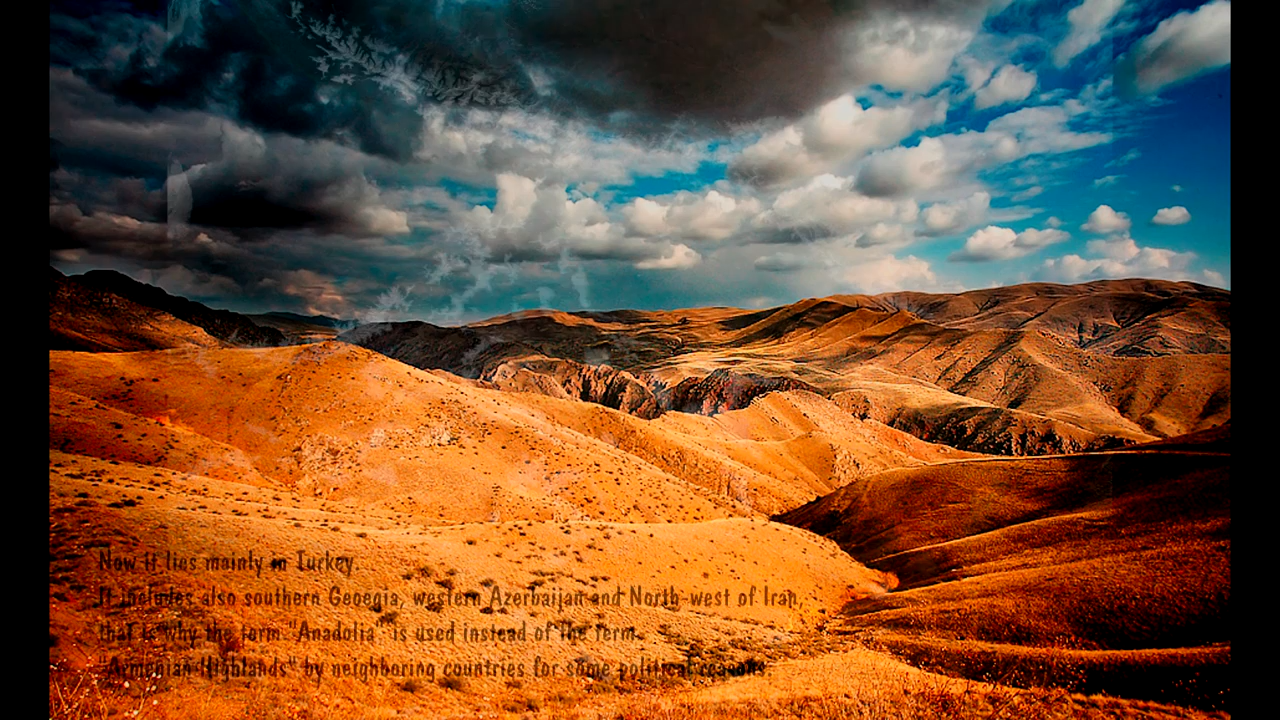 Now it lies mainly in Turkey.
It includes also southern Geoegia, western Azerbaijan and North-west of Iran,
that is why the term "Anadolia" is used instead of The Term
"Armenian Highlands" by neighboring countries for some political reasons.